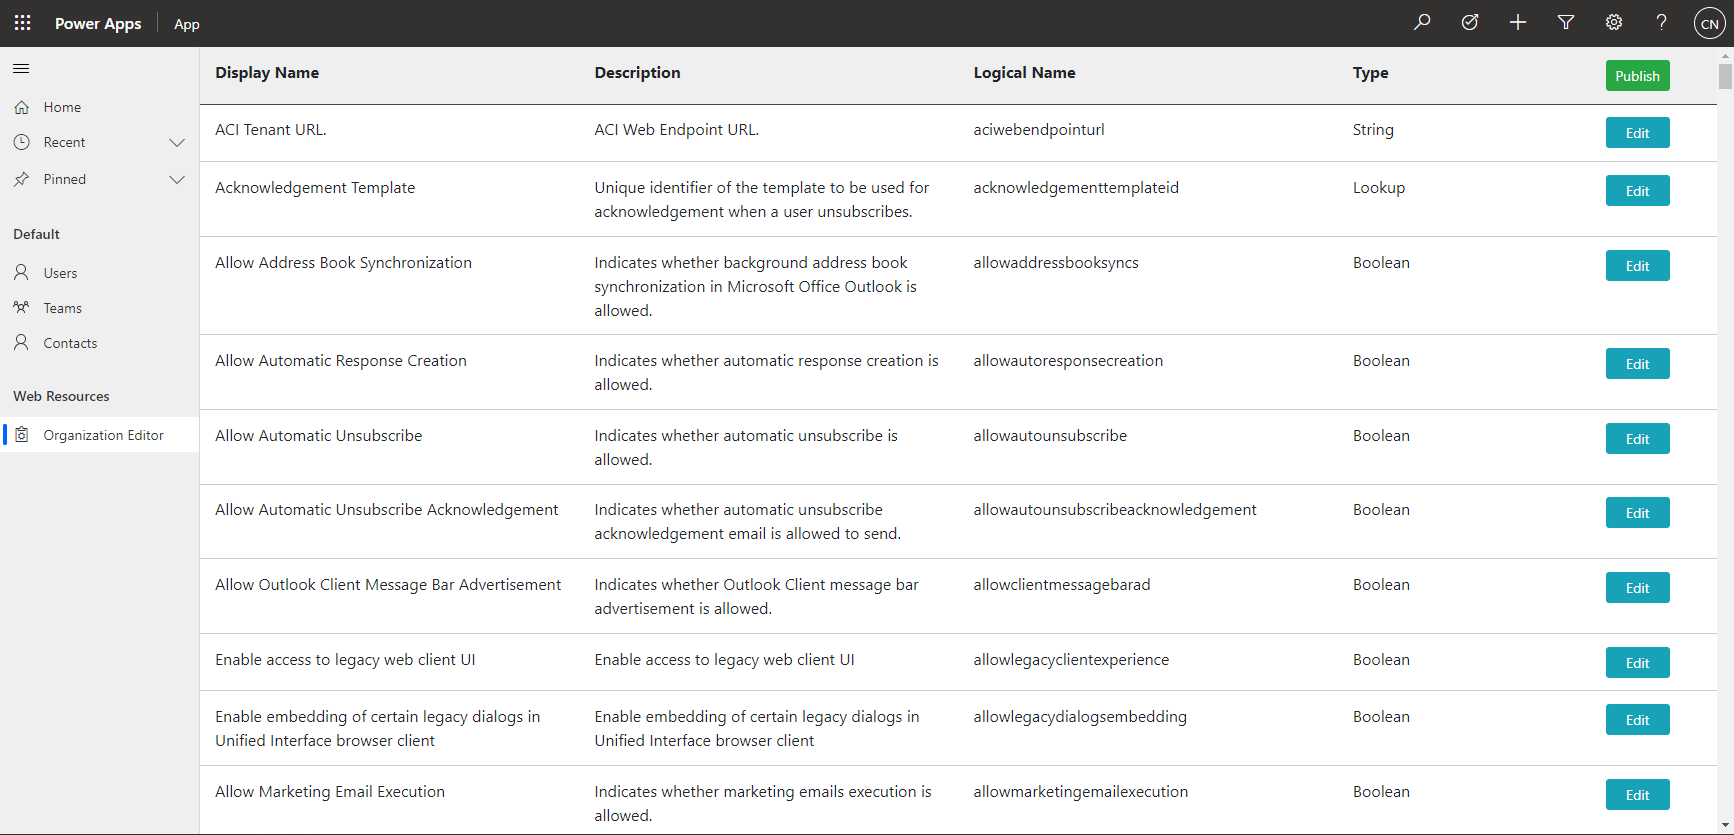 Power Apps
App
CN
Home
Recent
Pinned
Default
Users
Teams
Contacts
Web Resources
Organization Editor
Display Name Description Logical Name Type Publish
ACI Tenant URL. ACI Web Endpoint URL. aciwebendpointurl String Edit
Acknowledgement Template Unique identifier of the template to be used for acknowledgementtemplateid Lookup Edit
acknowledgement when a user unsubscribes.
Allow Address Book Synchronization Indicates whether background address book allowaddressbooksyncs Boolean Edit
synchronization in Microsoft Office Outlook is
allowed.
Allow Automatic Response Creation Indicates whether automatic response creation is allowautoresponsecreation Boolean Edit
allowed.
Allow Automatic Unsubscribe Indicates whether automatic unsubscribe is allowautounsubscribe Boolean Edit
allowed.
Allow Automatic Unsubscribe Acknowledgement Indicates whether automatic unsubscribe allowautounsubscribeacknowledgement Boolean Edit
acknowledgement email is allowed to send.
Allow Outlook Client Message Bar Advertisement Indicates whether Outlook Client message bar allowclientmessagebarad Boolean Edit
advertisement is allowed.
Enable access to legacy web client UI Enable access to legacy web client UI allowlegacyclientexperience Boolean Edit
Enable embedding of certain legacy dialogs in Enable embedding of certain legacy dialogs in allowlegacydialogsembedding Boolean Edit
Unified Interface browser client Unified Interface browser client
Allow Marketing Email Execution Indicates whether marketing emails execution is allowmarketingemailexecution Boolean Edit
allowed.